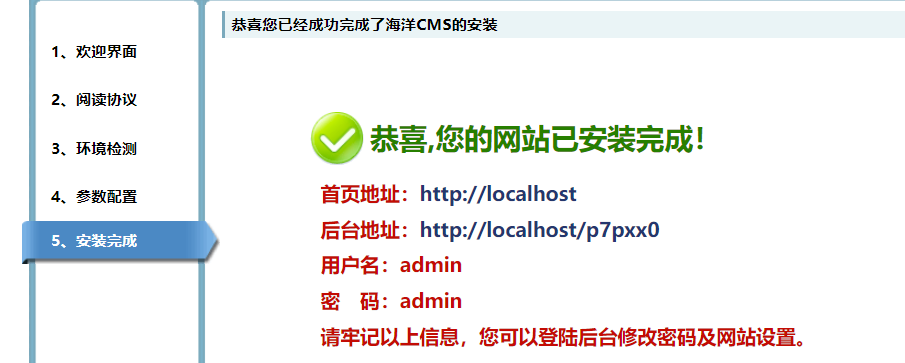 恭喜您已经成功完成了海洋CMS的安装
1、欢迎界面
2、阅读协议
3、环境检测
4、参数配置
5、安装完成
恭喜,您的网站已安装完成!
首页地址：http://localhost
后台地址：http://localhost/p7pxx0
用户名：admin
密　码：admin
请牢记以上信息，您可以登陆后台修改密码及网站设置。